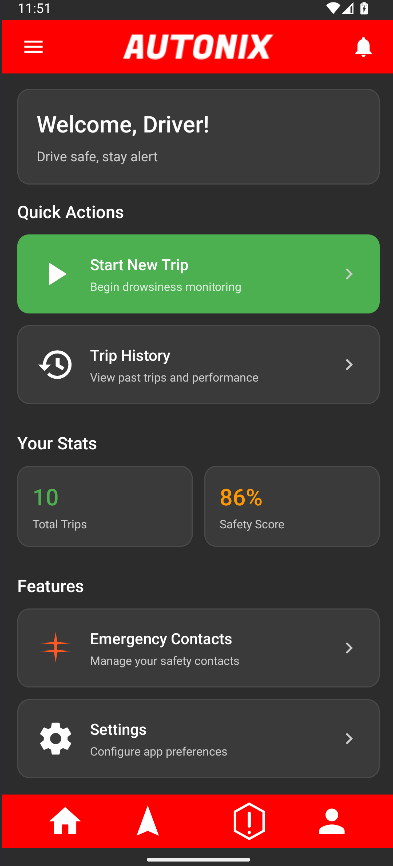 11:51
AUTONIX
Welcome, Driver!
Drive safe, stay alert
Quick Actions
Start New Trip
Begin drowsiness monitoring
Trip History
View past trips and performance
Your Stats
10
Total Trips
86%
Safety Score
Features
Emergency Contacts
Manage your safety contacts
Settings
Configure app preferences